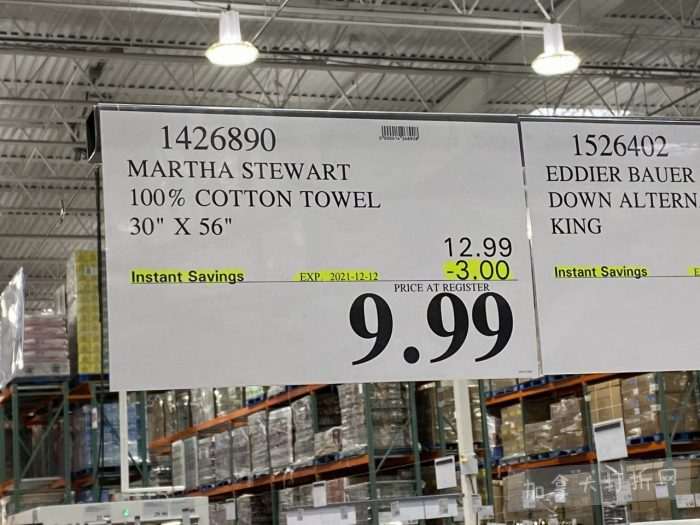 1426890
MARTHA STEWART
100% COTTON TOWEL
30" X 56"
12.99
Instant Savings EXP. 2021-12-12 -3.00
PRICE AT REGISTER
9.99
1526402
EDDIER BAUER
DOWN ALTERN
KING
Instant Savings E
加拿大打折网